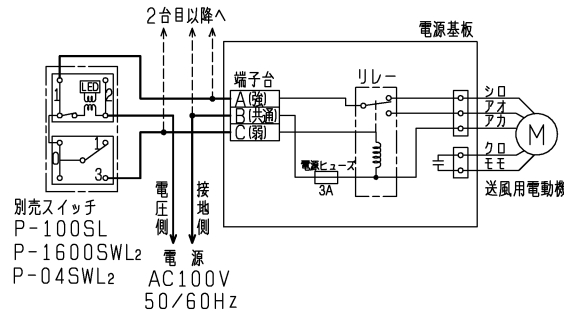 2台目以降へ
電源基板
端子台
リレー
LED
1
2
A(強)
B(共通)
C(弱)
シロ
アオ
アカ
M
1
3
電源ヒューズ
3A
クロ
モモ
送風用電動機
電圧側
接地側
別売スイッチ
P-100SL
P-1600SWL2
P-04SWL2
電源
AC100V
50/60Hz